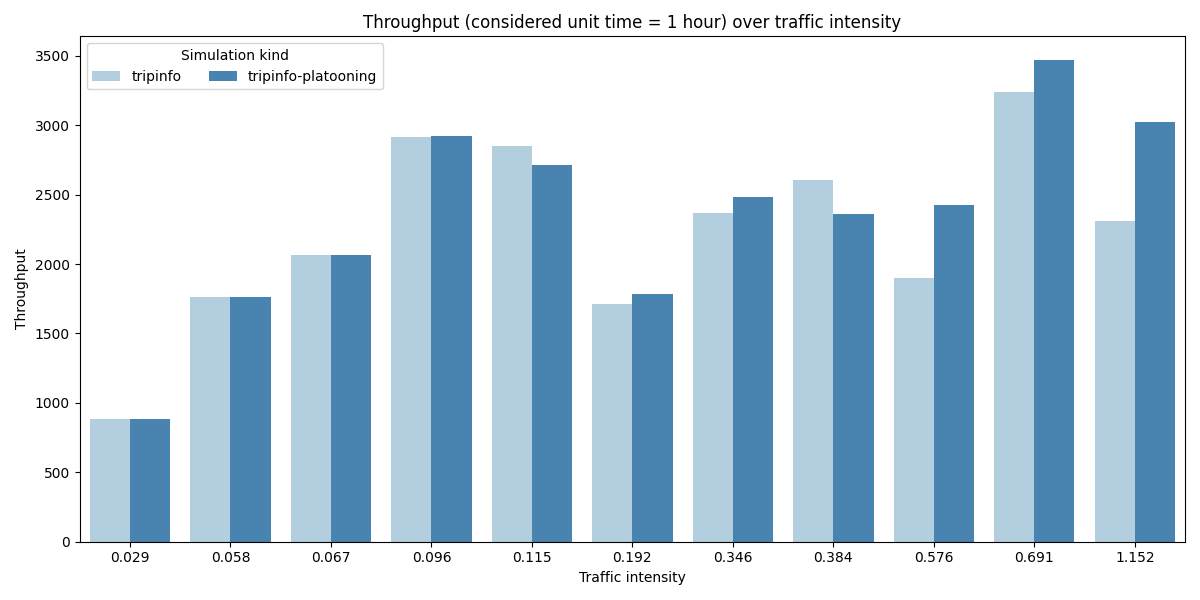 Throughput (considered unit time = 1 hour) over traffic intensity
Simulation kind
tripinfo tripinfo-platooning
Throughput
3500
3000
2500
2000
1500
1000
500
0
0.029 0.058 0.067 0.096 0.115 0.192 0.346 0.384 0.576 0.691 1.152
Traffic intensity